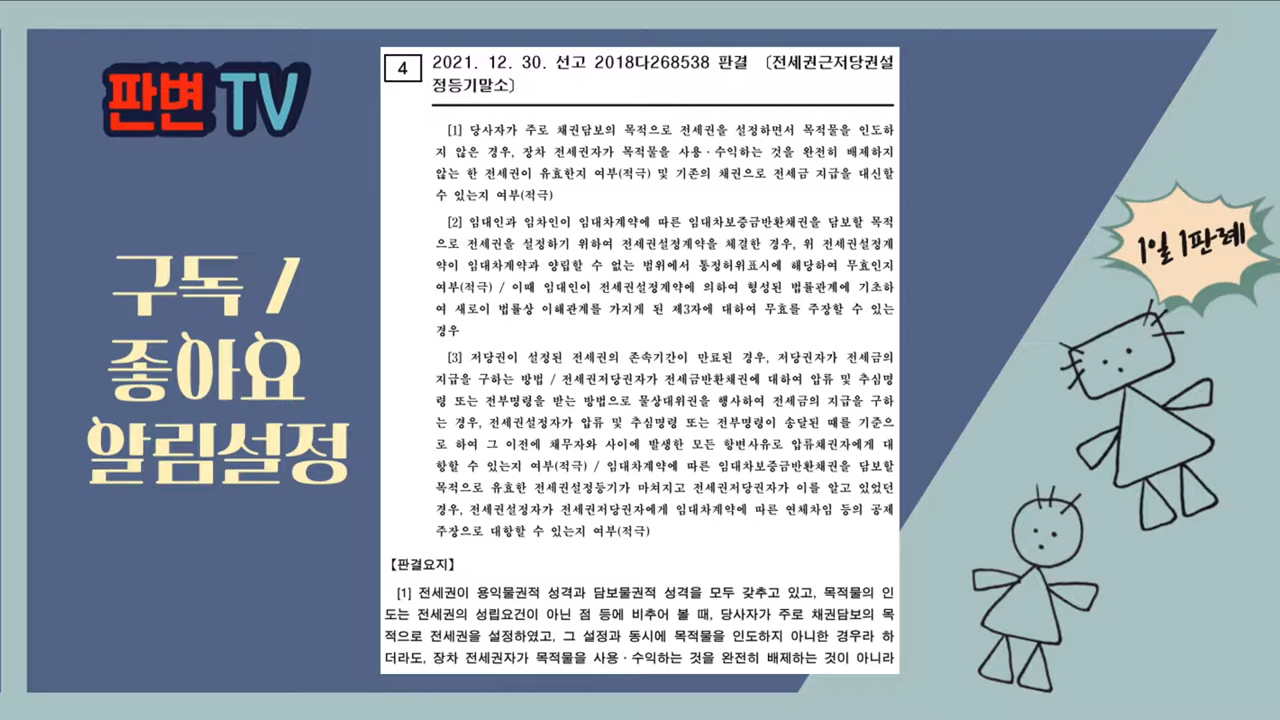 판변 TV
구독 /
좋아요
알림설정
4
2021. 12. 30. 선고 2018다268538 판결 〔전세권근저당권설
정등기말소〕
[1] 당사자가 주로 채권담보의 목적으로 전세권을 설정하면서 목적물을 인도하
지 않은 경우, 장차 전세권자가 목적물을 사용·수익하는 것을 완전히 배제하지
않는 한 전세권이 유효한지 여부(적극) 및 기존의 채권으로 전세금 지급을 대신할
수 있는지 여부(적극)
[2] 임대인과 임차인이 임대차계약에 따른 임대차보증금반환채권을 담보할 목적
으로 전세권을 설정하기 위하여 전세권설정계약을 체결한 경우, 위 전세권설정계
약이 임대차계약과 양립할 수 없는 범위에서 통정허위표시에 해당하여 무효인지
여부(적극) / 이때 임대인이 전세권설정계약에 의하여 형성된 법률관계에 기초하
여 새로이 법률상 이해관계를 가지게 된 제3자에 대하여 무효를 주장할 수 있는
경우
[3] 저당권이 설정된 전세권의 존속기간이 만료된 경우, 저당권자가 전세금의
지급을 구하는 방법 / 전세권저당권자가 전세금반환채권에 대하여 압류 및 추심명
령 또는 전부명령을 받는 방법으로 물상대위권을 행사하여 전세금의 지급을 구하
는 경우, 전세권설정자가 압류 및 추심명령 또는 전부명령이 송달된 때를 기준으
로 하여 그 이전에 채무자와 사이에 발생한 모든 항변사유로 압류채권자에게 대
항할 수 있는지 여부(적극) / 임대차계약에 따른 임대차보증금반환채권을 담보할
목적으로 유효한 전세권설정등기가 마쳐지고 전세권저당권자가 이를 알고 있었던
경우, 전세권설정자가 전세권저당권자에게 임대차계약에 따른 연체차임 등의 공제
주장으로 대항할 수 있는지 여부(적극)
【판결요지】
[1] 전세권이 용익물권적 성격과 담보물권적 성격을 모두 갖추고 있고, 목적물의 인
도는 전세권의 성립요건이 아닌 점 등에 비추어 볼 때, 당사자가 주로 채권담보의 목
적으로 전세권을 설정하였고, 그 설정과 동시에 목적물을 인도하지 아니한 경우라 하
더라도, 장차 전세권자가 목적물을 사용·수익하는 것을 완전히 배제하는 것이 아니라
1일 1판례